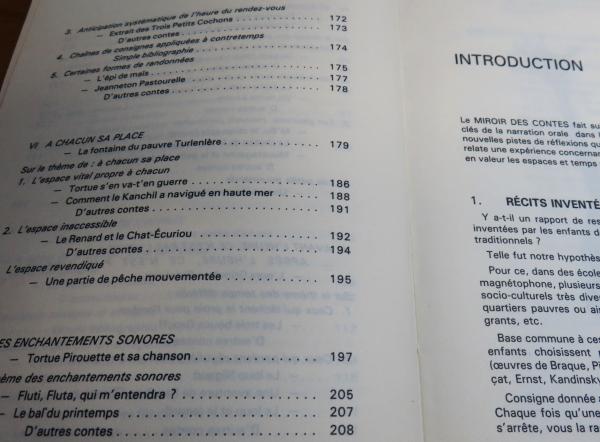 3. Anticipation systématique de l'heure du rendez-vous
— Extrait des Trois Petits Cochons . . . . . . . . . . . . . . 172
D'autres contes . . . . . . . . . . . . . . . . . . . . . . 173
4. Chaînes de consignes appliquées à contretemps
Simple bibliographie . . . . . . . . . . . . . . . . . . . . 174
5. Certaines formes de randonnées . . . . . . . . . . . . . . 175
— L'épi de maïs . . . . . . . . . . . . . . . . . . . . . . 177
— Jeanneton Pastourelle . . . . . . . . . . . . . . . . . . 178
D'autres contes . . . . . . . . . . . . . . . . . . . . . .
VI A CHACUN SA PLACE
— La fontaine du pauvre Turlenlère . . . . . . . . . . . . 179
Sur le thème de : à chacun sa place
1. L'espace vital propre à chacun
— Tortue s'en va-t'en guerre . . . . . . . . . . . . . . . . 186
— Comment le Kanchil a navigué en haute mer . . . . . . 188
D'autres contes . . . . . . . . . . . . . . . . . . . . . . 191
2. L'espace inaccessible
— Le Renard et le Chat-Écuriou . . . . . . . . . . . . . . 192
D'autres contes . . . . . . . . . . . . . . . . . . . . . . 194
L'espace revendiqué
— Une partie de pêche mouvementée . . . . . . . . . . . . 195
ES ENCHANTEMENTS SONORES
— Tortue Pirouette et sa chanson . . . . . . . . . . . . . . 197
ème des enchantements sonores
— Fluti, Fluta, qui m'entendra ? . . . . . . . . . . . . . . 205
— Le bal du printemps . . . . . . . . . . . . . . . . . . . 207
D'autres contes . . . . . . . . . . . . . . . . . . . . . . 208
INTRODUCTION
Le MIROIR DES CONTES fait su
clés de la narration orale dans l
nouvelles pistes de réflexions qu
relate une expérience concernan
en valeur les espaces et temps
1. RÉCITS INVENTÉ
Y a-t-il un rapport de res
inventées par les enfants d
traditionnels ?
Telle fut notre hypothès
Pour ce, dans des école
magnétophone, plusieurs
socio-culturels très dive
quartiers pauvres ou ai
grants, etc.
Base commune à ces
enfants choisissent
(œuvres de Braque, Pi
çat, Ernst, Kandinsky
Consigne donnée a
Chaque fois qu'une
s'arrête, vous la ra